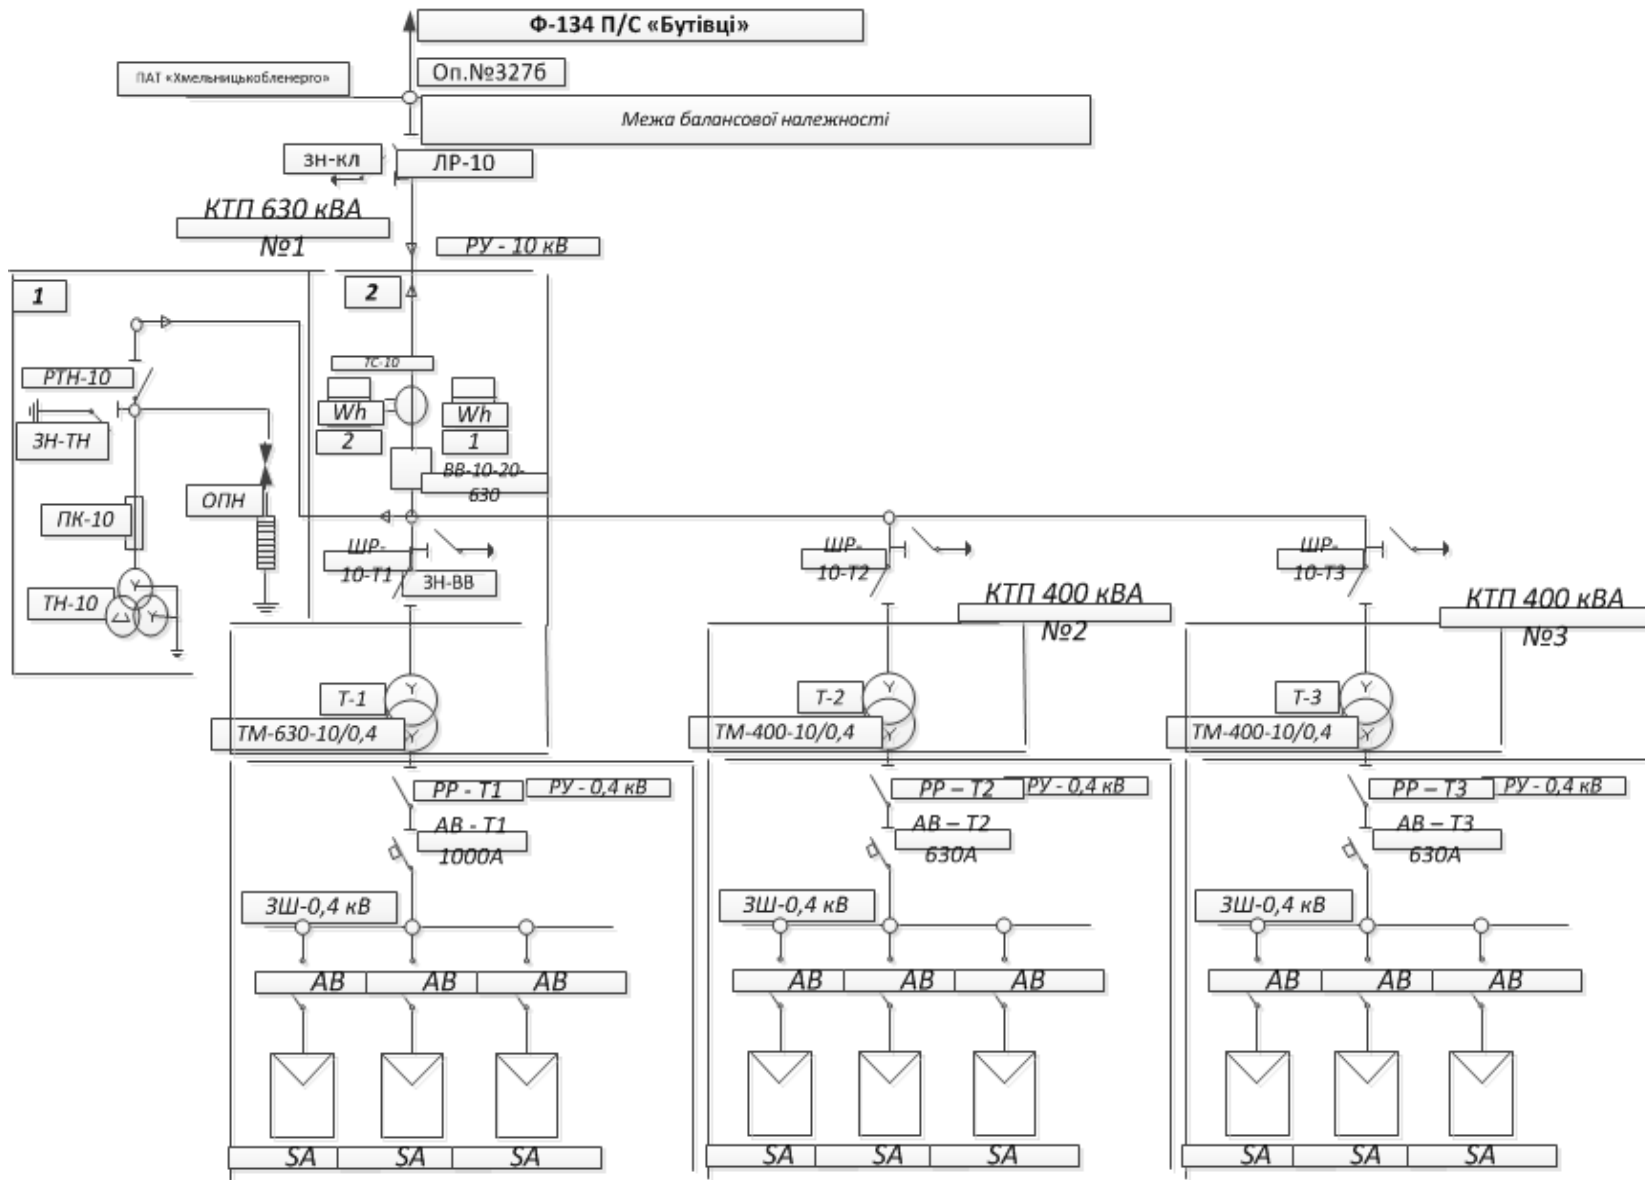 Ф-134 П/С «Бутівці»
ПАТ «Хмельницькобленерго»
Оп.№327б
Межа балансової належності
ЗН-КЛ
ЛР-10
КТП 630 кВА
№1
РУ - 10 кВ
1
2
ТС-10
РТН-10
Wh
2
Wh
1
ЗН-ТН
ВВ-10-20-
630
ОПН
ПК-10
ШР-
10-Т1
ЗН-ВВ
ШР-
10-Т2
ШР-
10-Т3
ТН-10
КТП 400 кВА
№2
КТП 400 кВА
№3
Т-1
ТМ-630-10/0,4
Т-2
ТМ-400-10/0,4
Т-3
ТМ-400-10/0,4
РР - Т1
РУ - 0,4 кВ
РР – Т2
РУ - 0,4 кВ
РР – Т3
РУ - 0,4 кВ
АВ - Т1
1000А
АВ – Т2
630А
АВ – Т3
630А
ЗШ-0,4 кВ
ЗШ-0,4 кВ
ЗШ-0,4 кВ
АВ
АВ
АВ
АВ
АВ
АВ
АВ
АВ
АВ
SA
SA
SA
SA
SA
SA
SA
SA
SA